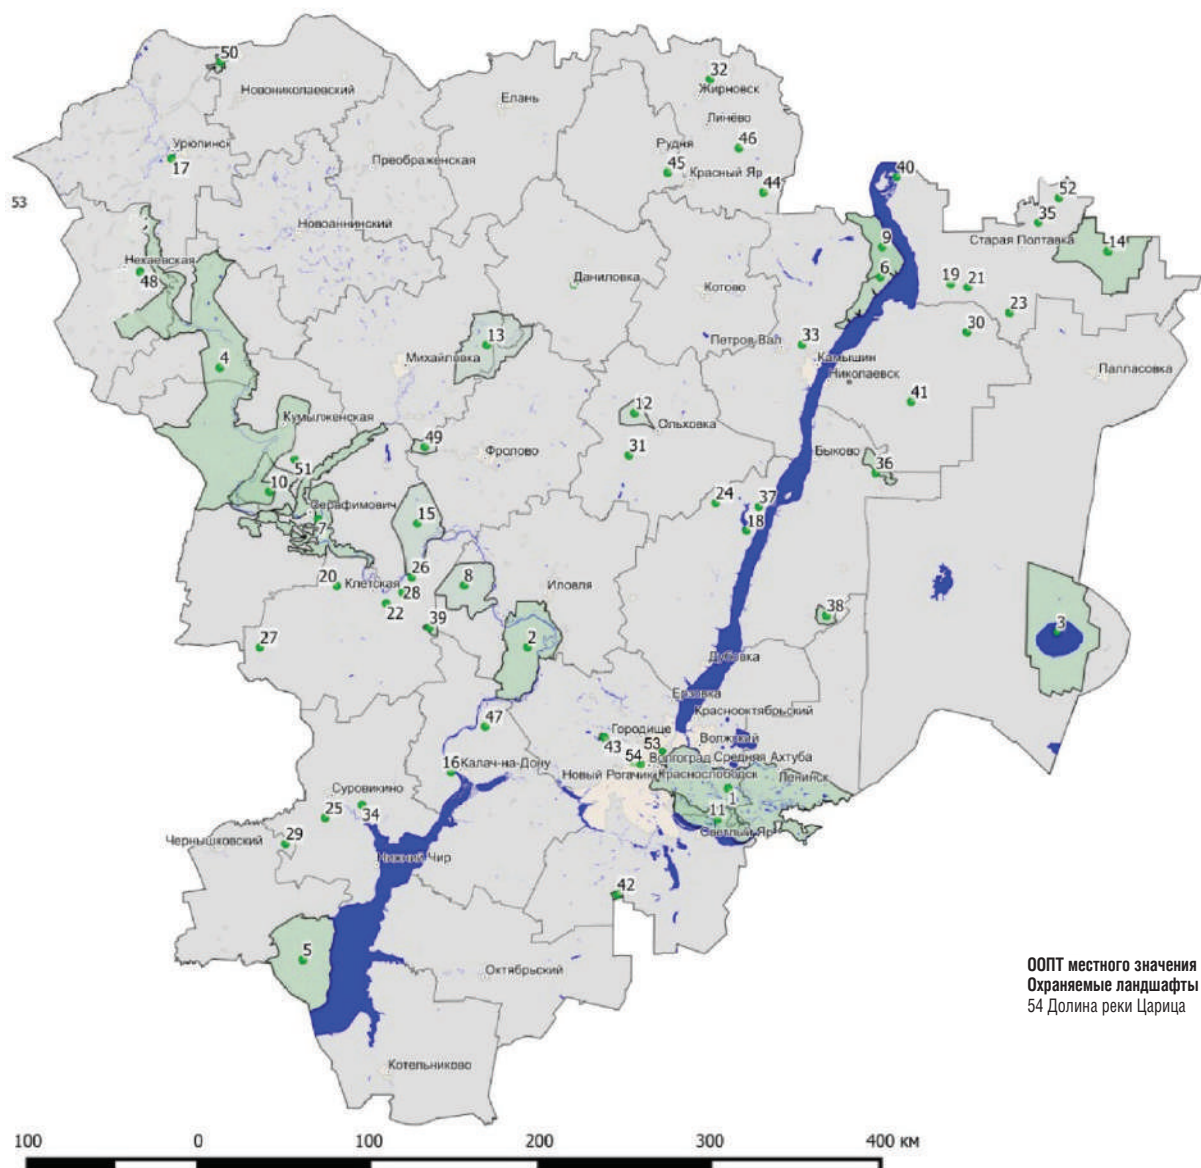 50
Новониколаевский
Елань
32
Жирновск
Линёво
46
Урюпинск
17
Преображенская
Рудня
45
Красный Яр
44
40
52
53
Новоаннинский
35
Старая Полтавка
14
9
Нехаевская
48
6
Даниловка
Котово
19
21
23
30
13
Петров Вал
33
Камышин
Михайловка
4
Николаевск
Палласовка
41
12
Кумылженская
Ольховка
49
31
Фролово
Быково
36
51
10
Серафимович
7
15
24
37
18
26
8
Иловля
20
Клетская
28
22
39
38
27
2
3
Дубовка
Ерзовка
Краснооктябрьский
47
Городище
43
53
Волжский
54
Волгоград
Средняя Ахтуба
16
Калач-на-Дону
Новый Рогачик
Краснослободск
Ленинск
1
Суровикино
25
34
11
Светлый Яр
Чернышковский
29
Нижний Чир
42
5
Октябрьский
ООПТ местного значения
Охраняемые ландшафты
54 Долина реки Царица
Котельниково
100 0 100 200 300 400 км